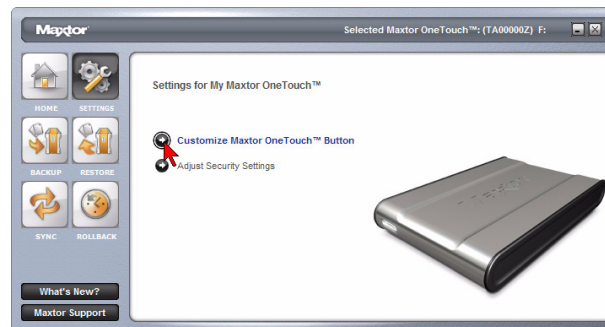 Maxtor
Selected Maxtor OneTouch™: (TA00000Z) F:
HOME
SETTINGS
BACKUP
RESTORE
SYNC
ROLLBACK
What's New?
Maxtor Support
Settings for My Maxtor OneTouch™
Customize Maxtor OneTouch™ Button
Adjust Security Settings
Maxtor